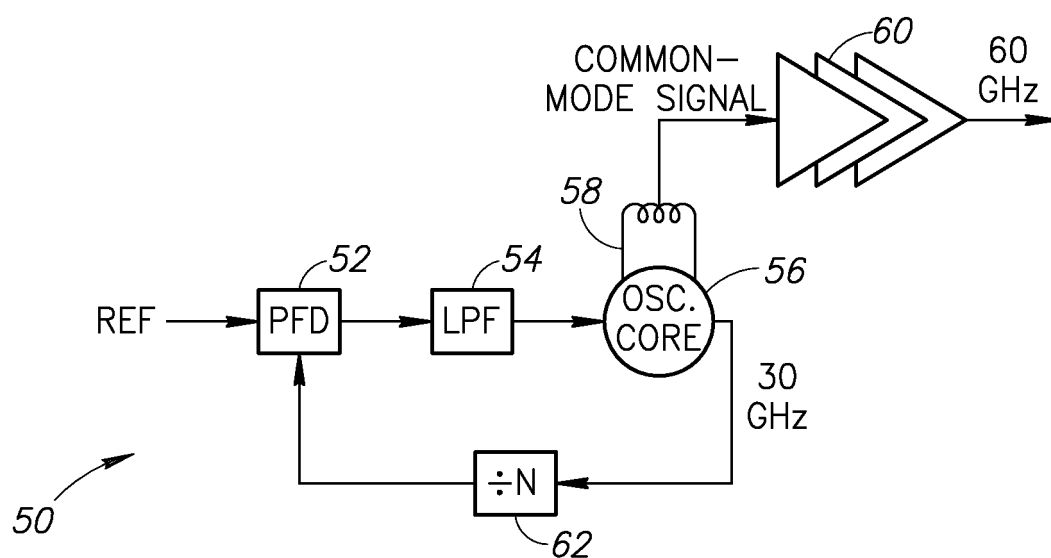 60
COMMON-
MODE SIGNAL
60
GHz
58
52
54
56
REF
PFD
LPF
OSC.
CORE
30
GHz
÷N
50
62